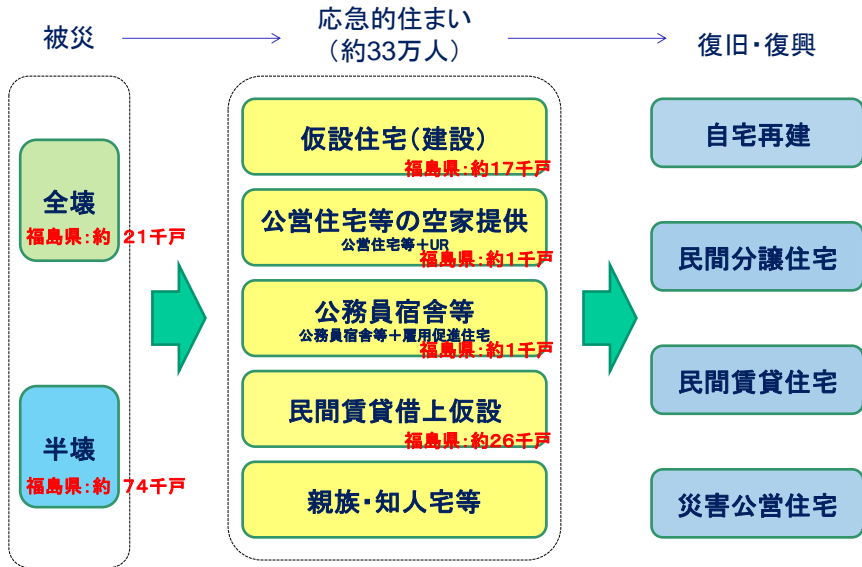 被災
応急的住まい
（約33万人）
復旧・復興
全壊
福島県：約 21千戸
半壊
福島県：約 74千戸
仮設住宅（建設）
福島県：約17千戸
公営住宅等の空家提供
公営住宅等＋UR
福島県：約1千戸
公務員宿舎等
公務員宿舎等＋雇用促進住宅
福島県：約1千戸
民間賃貸借上仮設
福島県：約26千戸
親族・知人宅等
自宅再建
民間分譲住宅
民間賃貸住宅
災害公営住宅